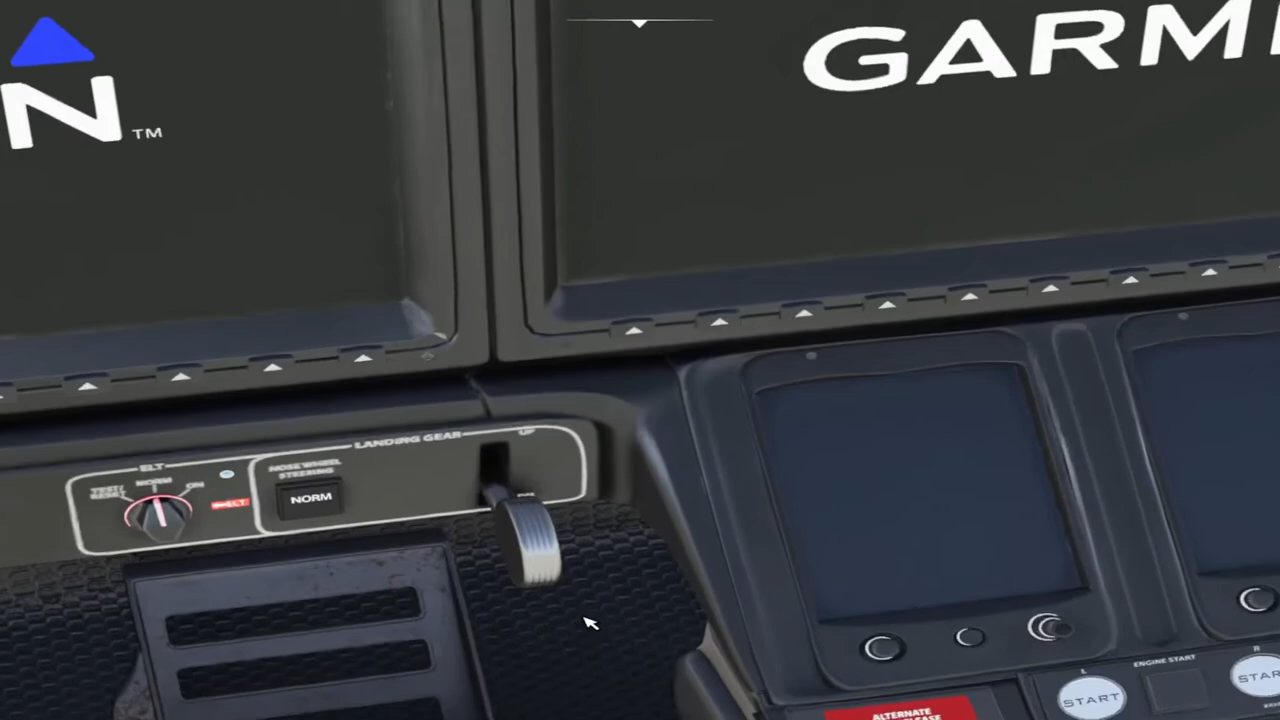 N™
GARMI
ELT
TEST/
RESET
NORM
ON
ELT
LANDING GEAR
UP
NOSE WHEEL
STEERING
NORM
ENGINE START
L
START
R
STAR
ALTERNATE